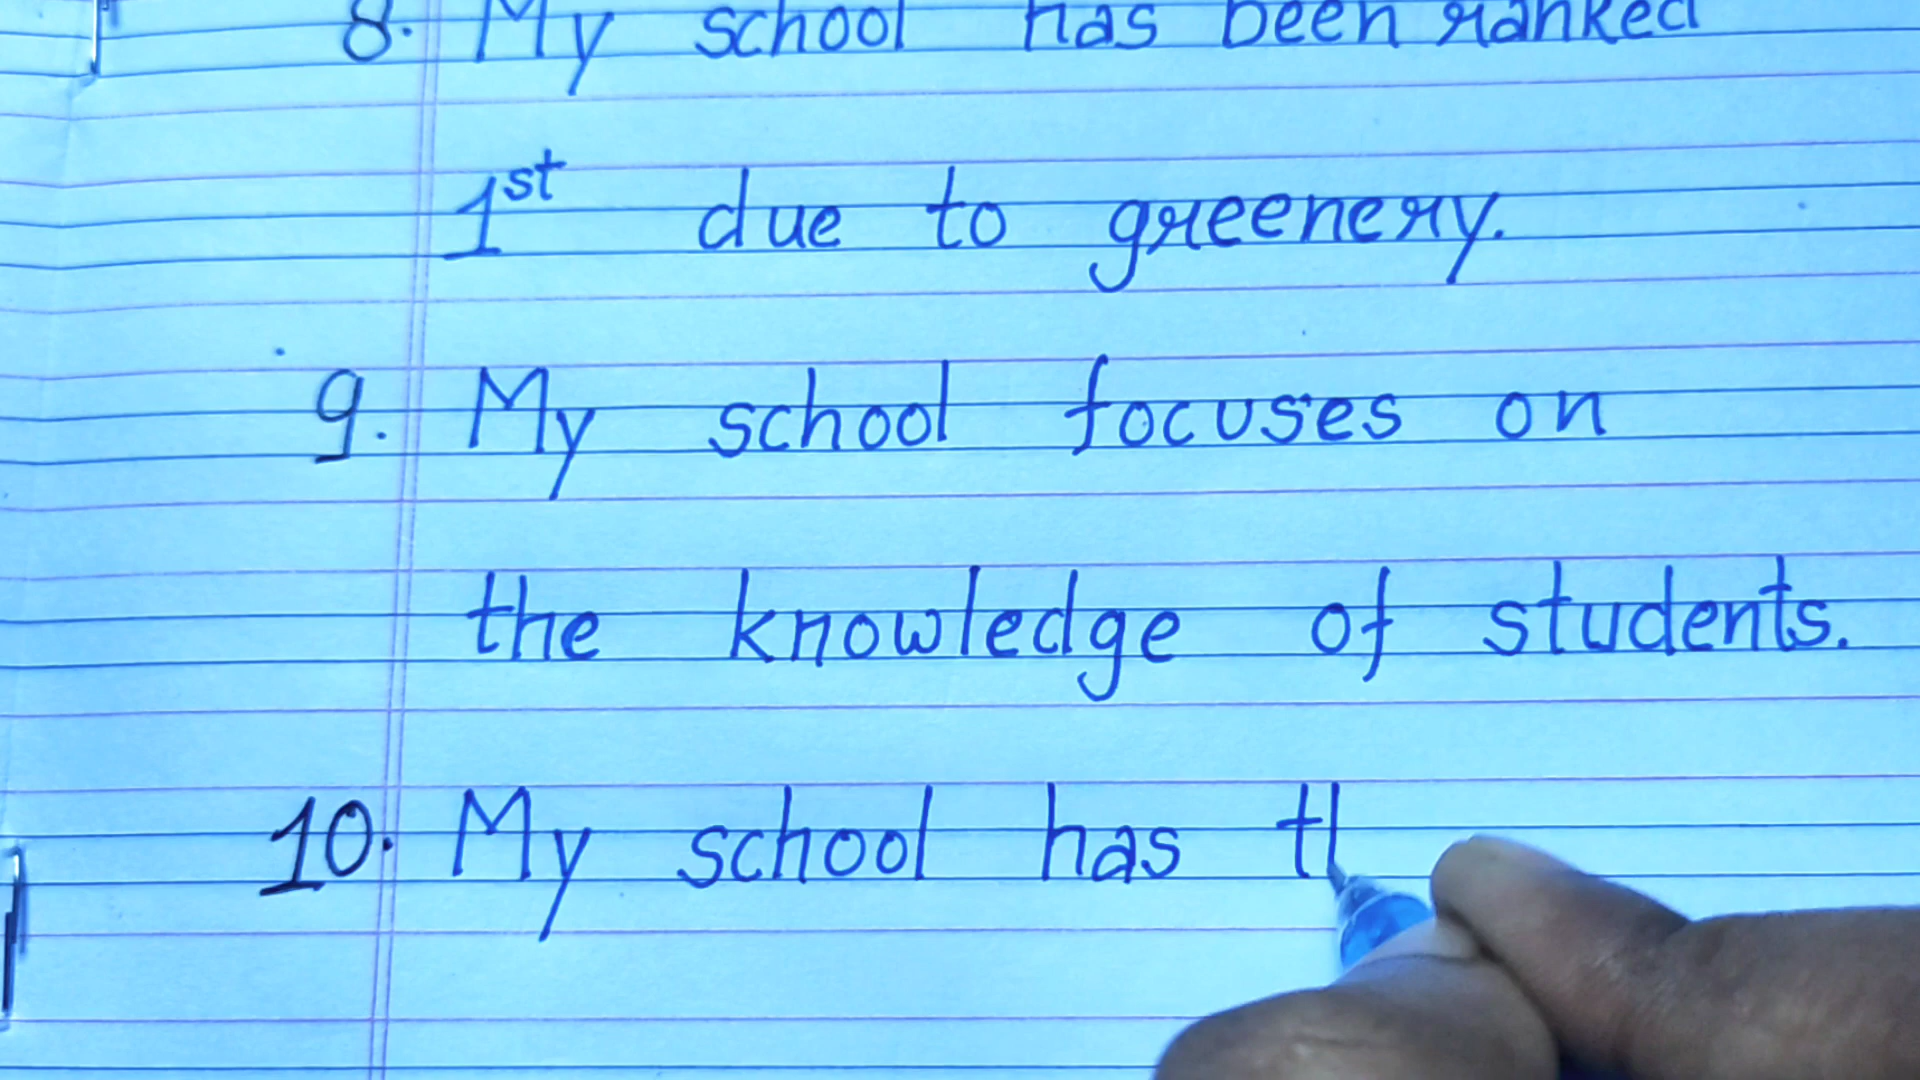 8. My school has been ranked
1st due to greenery.
9. My school focuses on
the knowledge of students.
10. My school has